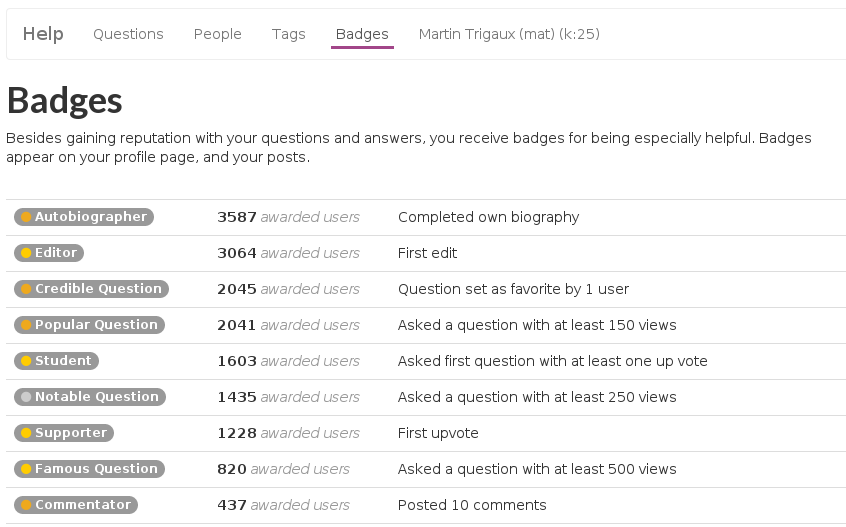 Help Questions People Tags Badges Martin Trigaux (mat) (k:25)
Badges
Besides gaining reputation with your questions and answers, you receive badges for being especially helpful. Badges
appear on your profile page, and your posts.
Autobiographer 3587 awarded users Completed own biography
Editor 3064 awarded users First edit
Credible Question 2045 awarded users Question set as favorite by 1 user
Popular Question 2041 awarded users Asked a question with at least 150 views
Student 1603 awarded users Asked first question with at least one up vote
Notable Question 1435 awarded users Asked a question with at least 250 views
Supporter 1228 awarded users First upvote
Famous Question 820 awarded users Asked a question with at least 500 views
Commentator 437 awarded users Posted 10 comments